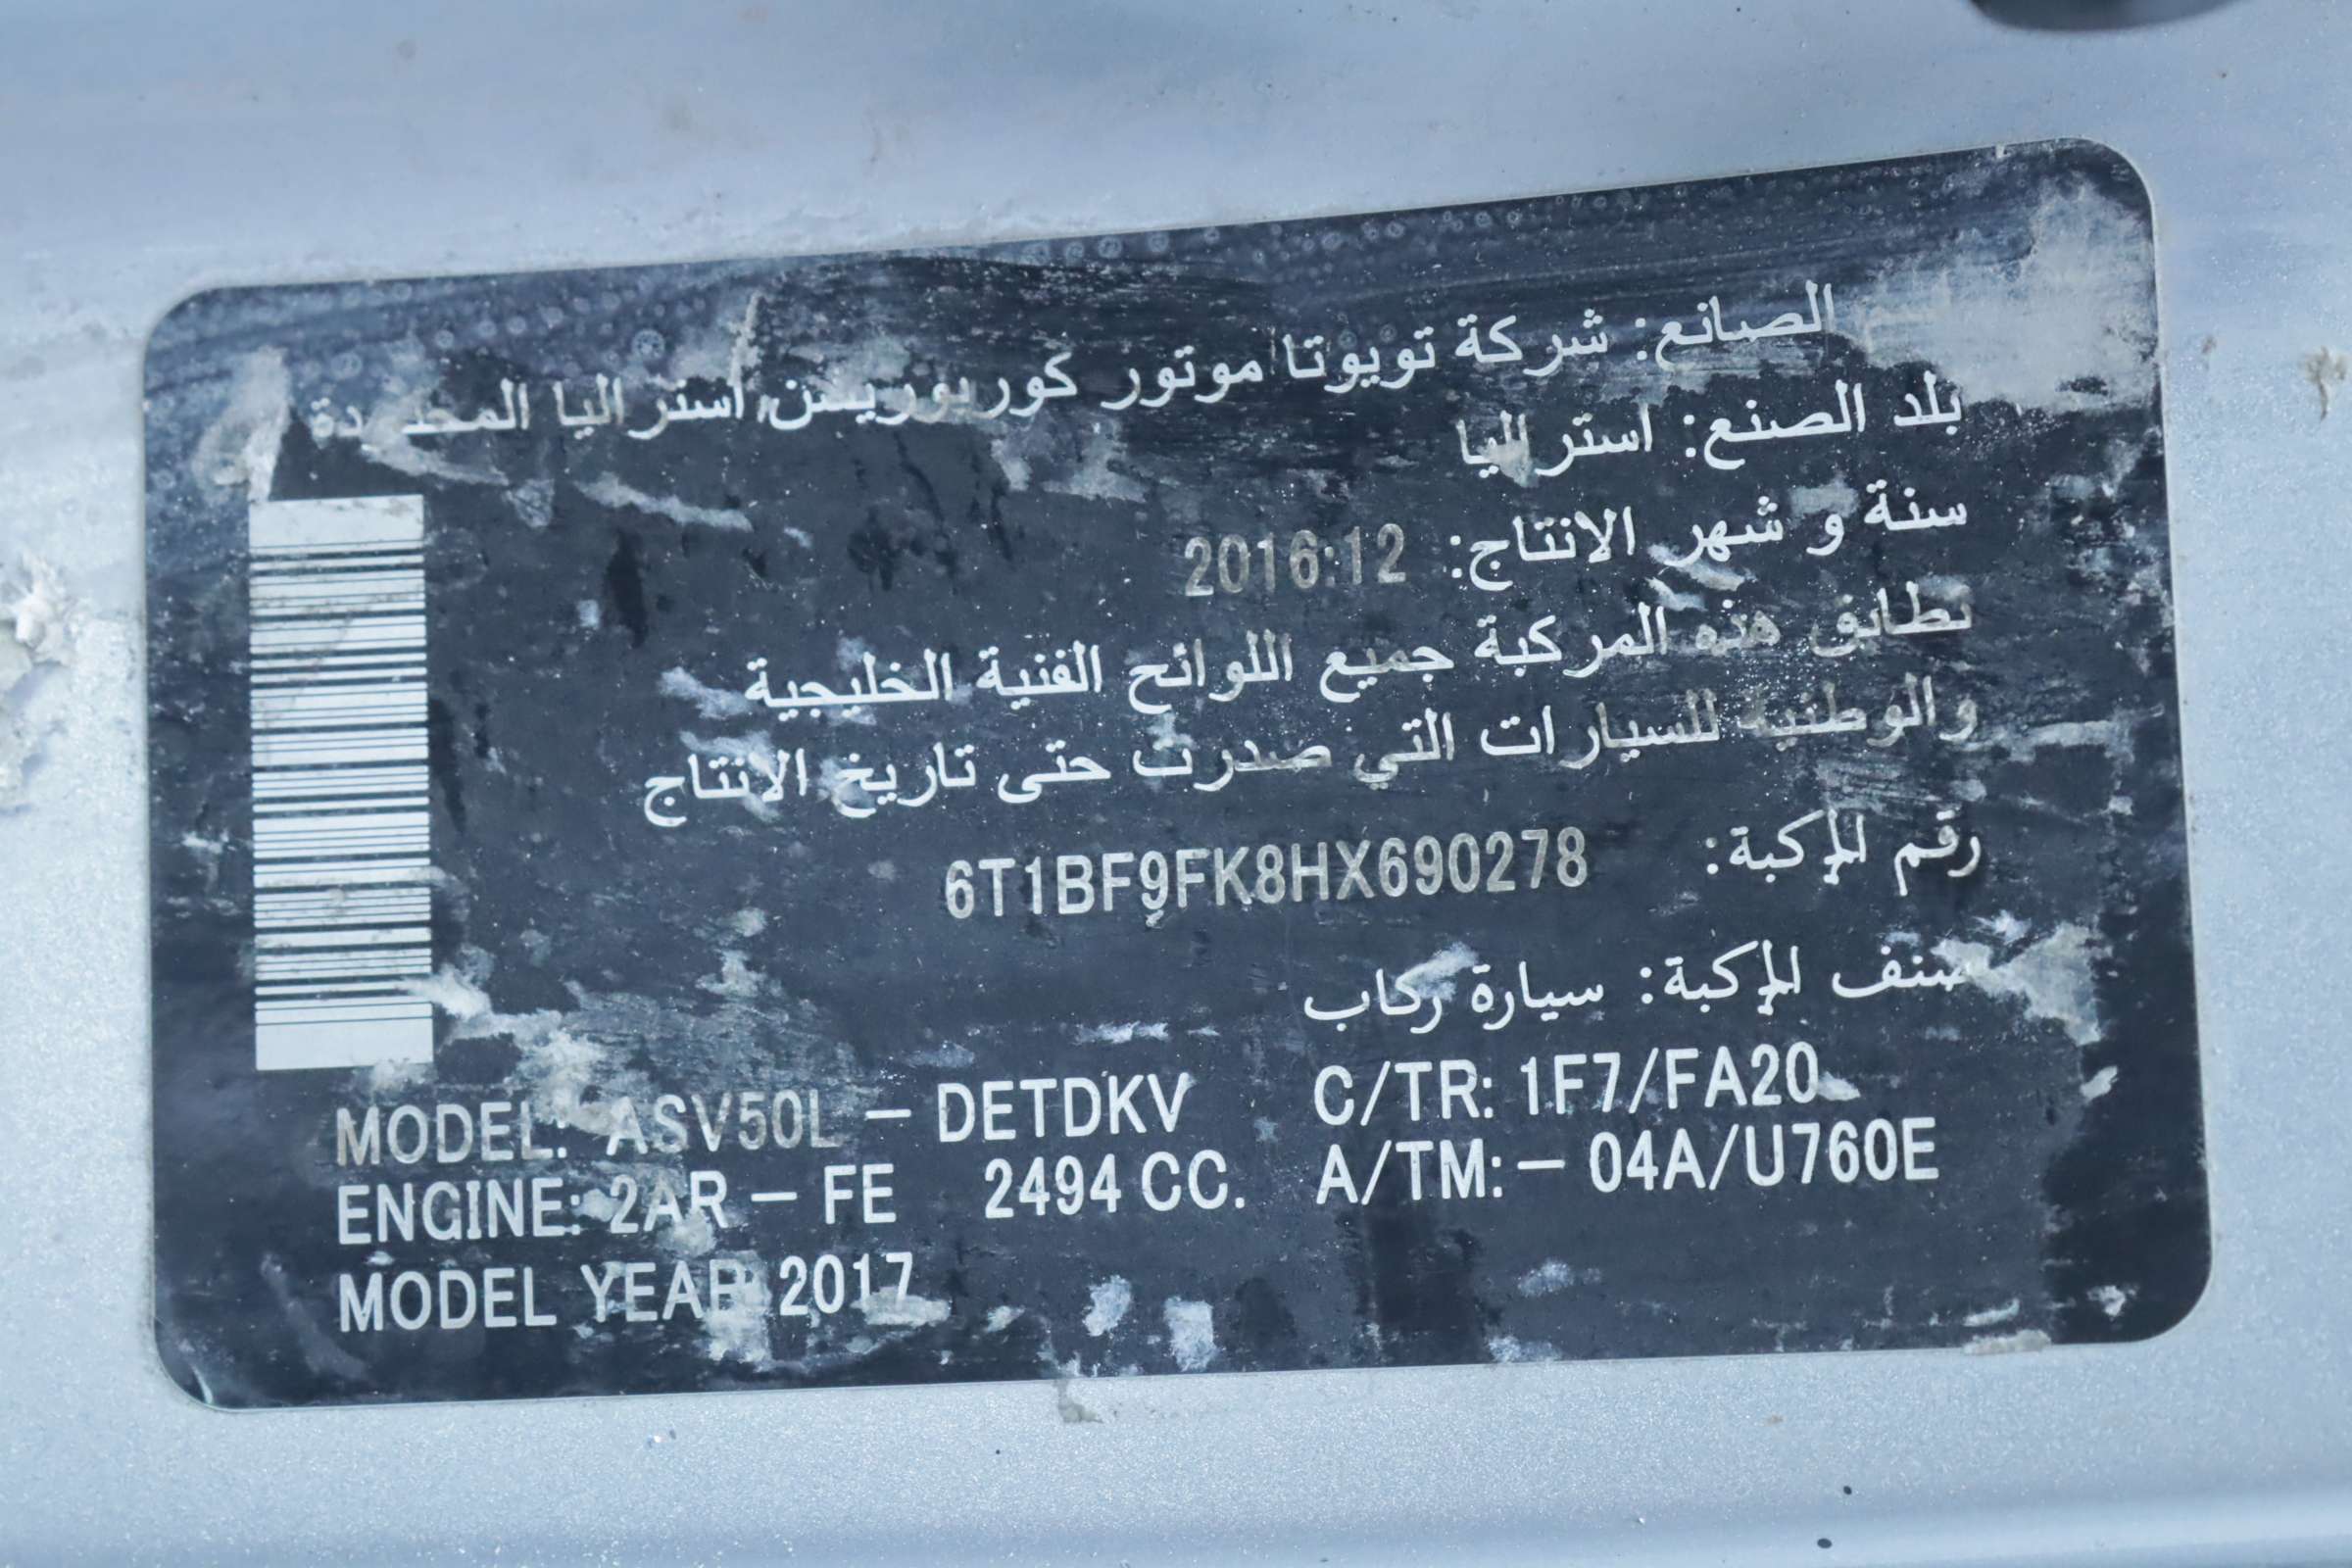 الصانع: شركة تويوتا موتور كوربوريشن, استراليا المحدودة
بلد الصنع: استراليا
سنة و شهر الانتاج: 2016:12
تطابق هذه المركبة جميع اللوائح الفنية الخليجية
والوطنية للسيارات التي صدرت حتى تاريخ الانتاج
رقم المركبة: 6T1BF9FK8HX690278
صنف المركبة: سيارة ركاب
MODEL: ASV50L – DETDKV C/TR: 1F7/FA20
ENGINE: 2AR – FE 2494 CC. A/TM: – 04A/U760E
MODEL YEAR 2017